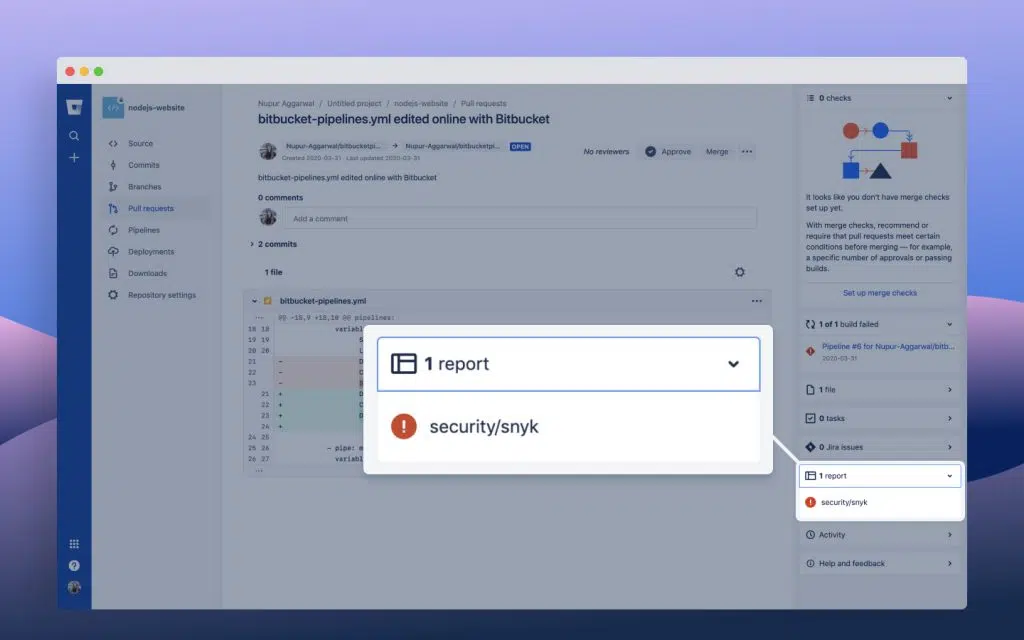 nodejs-website
Source
Commits
Branches
Pull requests
Pipelines
Deployments
Downloads
Repository settings
Nupur Aggarwal / Untitled project / nodejs-website / Pull requests
bitbucket-pipelines.yml edited online with Bitbucket
Nupur-Aggarwal/bitbucketpi... → Nupur-Aggarwal/bitbucketpi... OPEN
Created 2020-03-31 Last updated 2020-03-31
No reviewers
Approve
Merge
bitbucket-pipelines.yml edited online with Bitbucket
0 comments
Add a comment
2 commits
1 file
bitbucket-pipelines.yml
@@ -18,9 +18,10 @@ pipelines:
18 18 variabl
19 19 S
20 20 L
21 - D
22 - C
23 -
21 + D
22 + C
23 + D
24 +
24 25
25 26 - pipe: m
26 27 variabl
1 report
security/snyk
0 checks
It looks like you don't have merge checks
set up yet.
With merge checks, recommend or
require that pull requests meet certain
conditions before merging — for example,
a specific number of approvals or passing
builds.
Set up merge checks
1 of 1 build failed
Pipeline #6 for Nupur-Aggarwal/bitb...
2020-03-31
1 file
0 tasks
0 Jira issues
1 report
security/snyk
Activity
Help and feedback